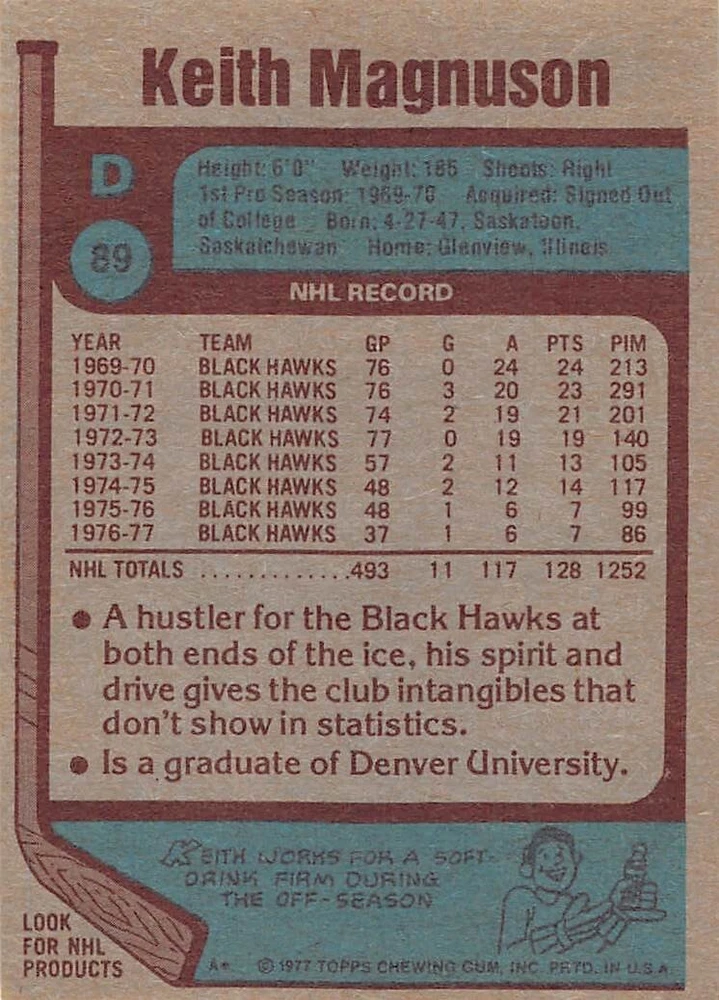 Keith Magnuson
D
Height: 6'0" Weight: 185 Shoots: Right
1st Pro Season: 1969-70 Acquired: Signed Out
of College Born: 4-27-47, Saskatoon,
Saskatchewan Home: Glenview, Illinois
89
NHL RECORD
YEAR TEAM GP G A PTS PIM
1969-70 BLACK HAWKS 76 0 24 24 213
1970-71 BLACK HAWKS 76 3 20 23 291
1971-72 BLACK HAWKS 74 2 19 21 201
1972-73 BLACK HAWKS 77 0 19 19 140
1973-74 BLACK HAWKS 57 2 11 13 105
1974-75 BLACK HAWKS 48 2 12 14 117
1975-76 BLACK HAWKS 48 1 6 7 99
1976-77 BLACK HAWKS 37 1 6 7 86
NHL TOTALS ..............493 11 117 128 1252
● A hustler for the Black Hawks at
both ends of the ice, his spirit and
drive gives the club intangibles that
don't show in statistics.
● Is a graduate of Denver University.
KEITH WORKS FOR A SOFT-
DRINK FIRM DURING
THE OFF-SEASON
LOOK
FOR NHL
PRODUCTS
A* © 1977 TOPPS CHEWING GUM, INC. PRTD. IN U.S.A.